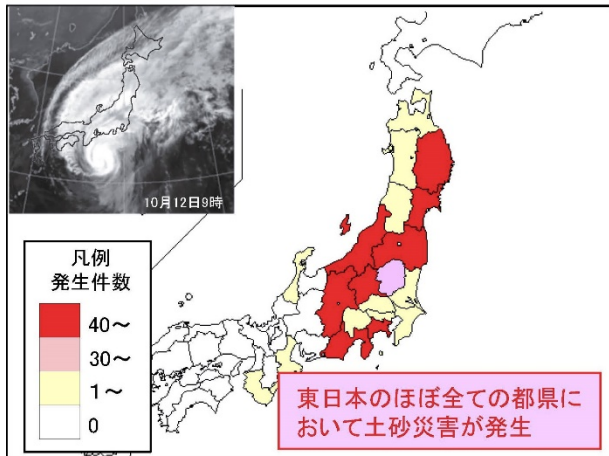 10月12日9時
凡例
発生件数
40～
30～
1～
0
東日本のほぼ全ての都県に
おいて土砂災害が発生